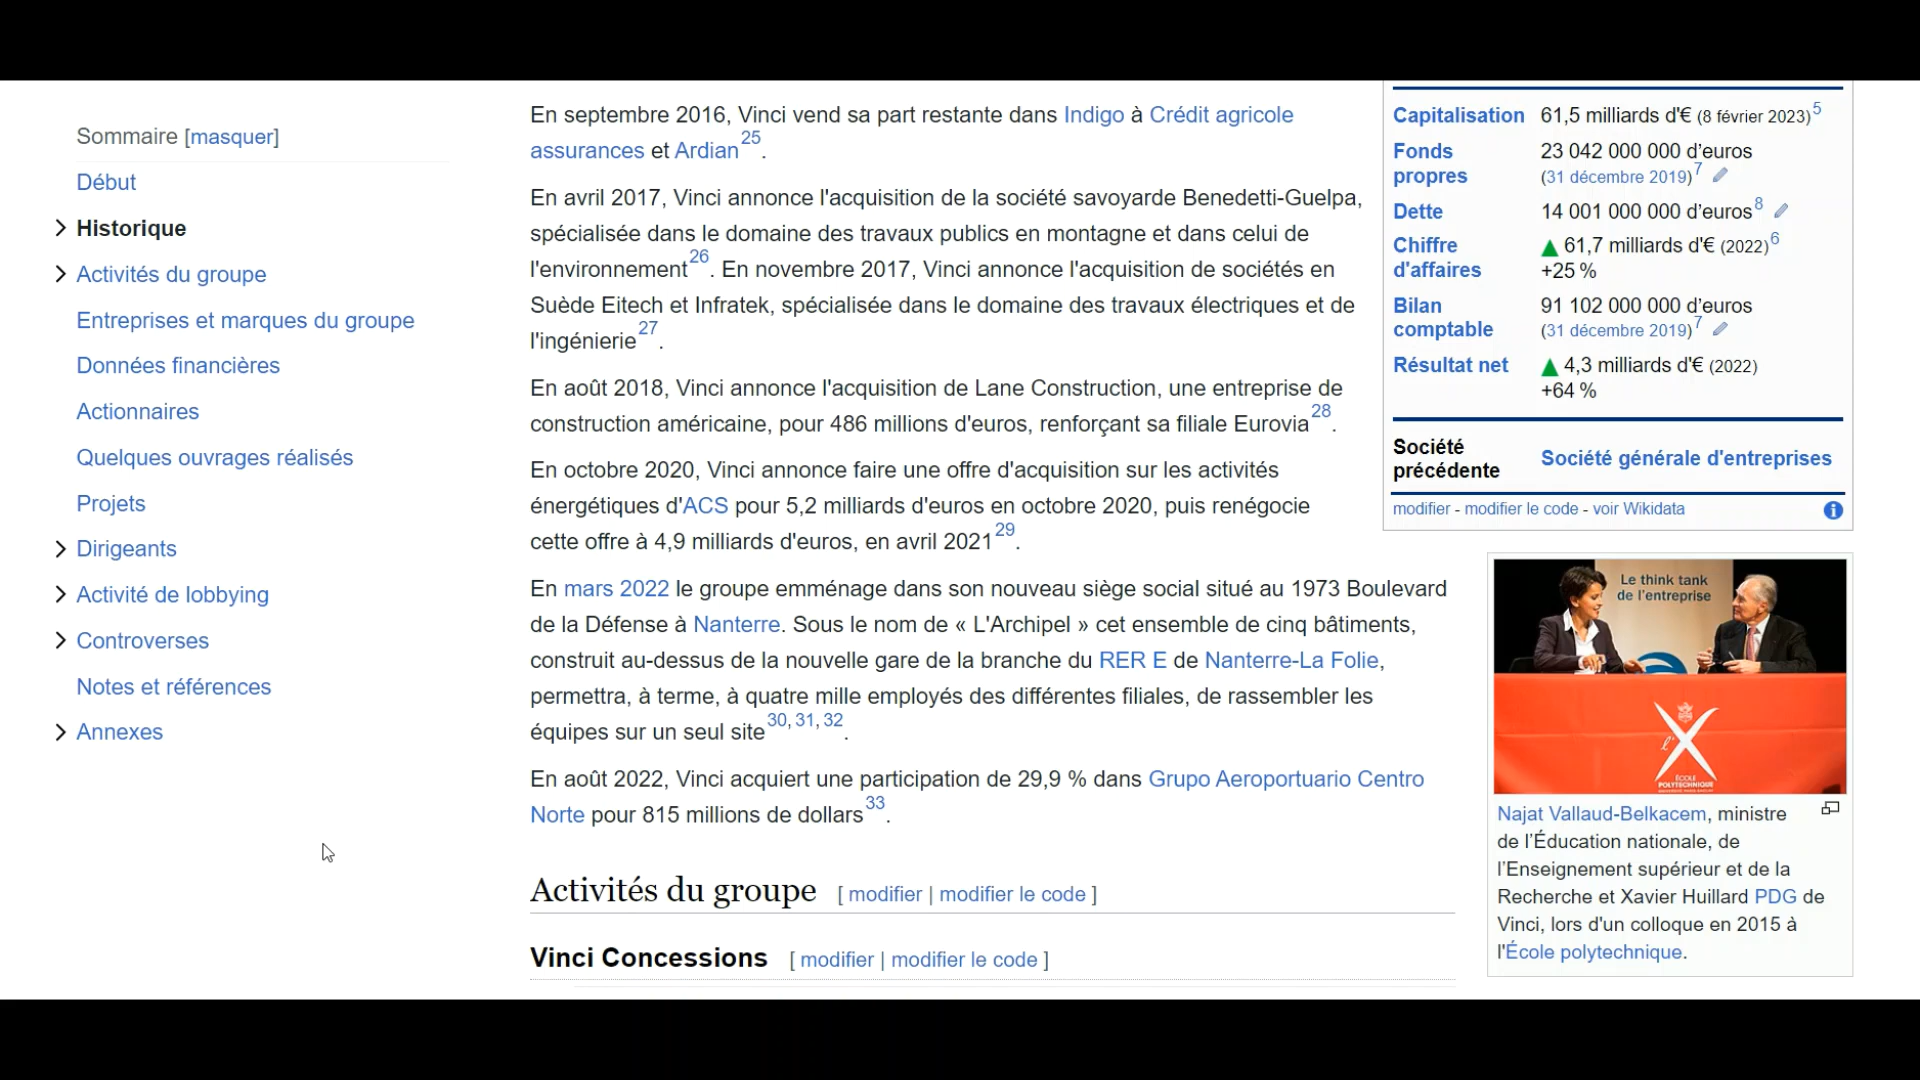 Sommaire [masquer]
Début
Historique
Activités du groupe
Entreprises et marques du groupe
Données financières
Actionnaires
Quelques ouvrages réalisés
Projets
Dirigeants
Activité de lobbying
Controverses
Notes et références
Annexes
En septembre 2016, Vinci vend sa part restante dans Indigo à Crédit agricole
assurances et Ardian25.
En avril 2017, Vinci annonce l'acquisition de la société savoyarde Benedetti-Guelpa,
spécialisée dans le domaine des travaux publics en montagne et dans celui de
l'environnement26. En novembre 2017, Vinci annonce l'acquisition de sociétés en
Suède Eitech et Infratek, spécialisée dans le domaine des travaux électriques et de
l'ingénierie27.
En août 2018, Vinci annonce l'acquisition de Lane Construction, une entreprise de
construction américaine, pour 486 millions d'euros, renforçant sa filiale Eurovia28.
En octobre 2020, Vinci annonce faire une offre d'acquisition sur les activités
énergétiques d'ACS pour 5,2 milliards d'euros en octobre 2020, puis renégocie
cette offre à 4,9 milliards d'euros, en avril 202129.
En mars 2022 le groupe emménage dans son nouveau siège social situé au 1973 Boulevard
de la Défense à Nanterre. Sous le nom de « L'Archipel » cet ensemble de cinq bâtiments,
construit au-dessus de la nouvelle gare de la branche du RER E de Nanterre-La Folie,
permettra, à terme, à quatre mille employés des différentes filiales, de rassembler les
équipes sur un seul site30, 31, 32.
En août 2022, Vinci acquiert une participation de 29,9 % dans Grupo Aeroportuario Centro
Norte pour 815 millions de dollars33.
Activités du groupe [ modifier | modifier le code ]
Vinci Concessions [ modifier | modifier le code ]
Capitalisation 61,5 milliards d'€ (8 février 2023)5
Fonds 23 042 000 000 d’euros
propres (31 décembre 2019)7
Dette 14 001 000 000 d’euros8
Chiffre 61,7 milliards d'€ (2022)6
d'affaires +25 %
Bilan 91 102 000 000 d’euros
comptable (31 décembre 2019)7
Résultat net 4,3 milliards d'€ (2022)
+64 %
Société
précédente Société générale d'entreprises
modifier - modifier le code - voir Wikidata
Le think tank
de l'entreprise
l'X
ÉCOLE
POLYTECHNIQUE
Najat Vallaud-Belkacem, ministre
de l’Éducation nationale, de
l’Enseignement supérieur et de la
Recherche et Xavier Huillard PDG de
Vinci, lors d'un colloque en 2015 à
l'École polytechnique.